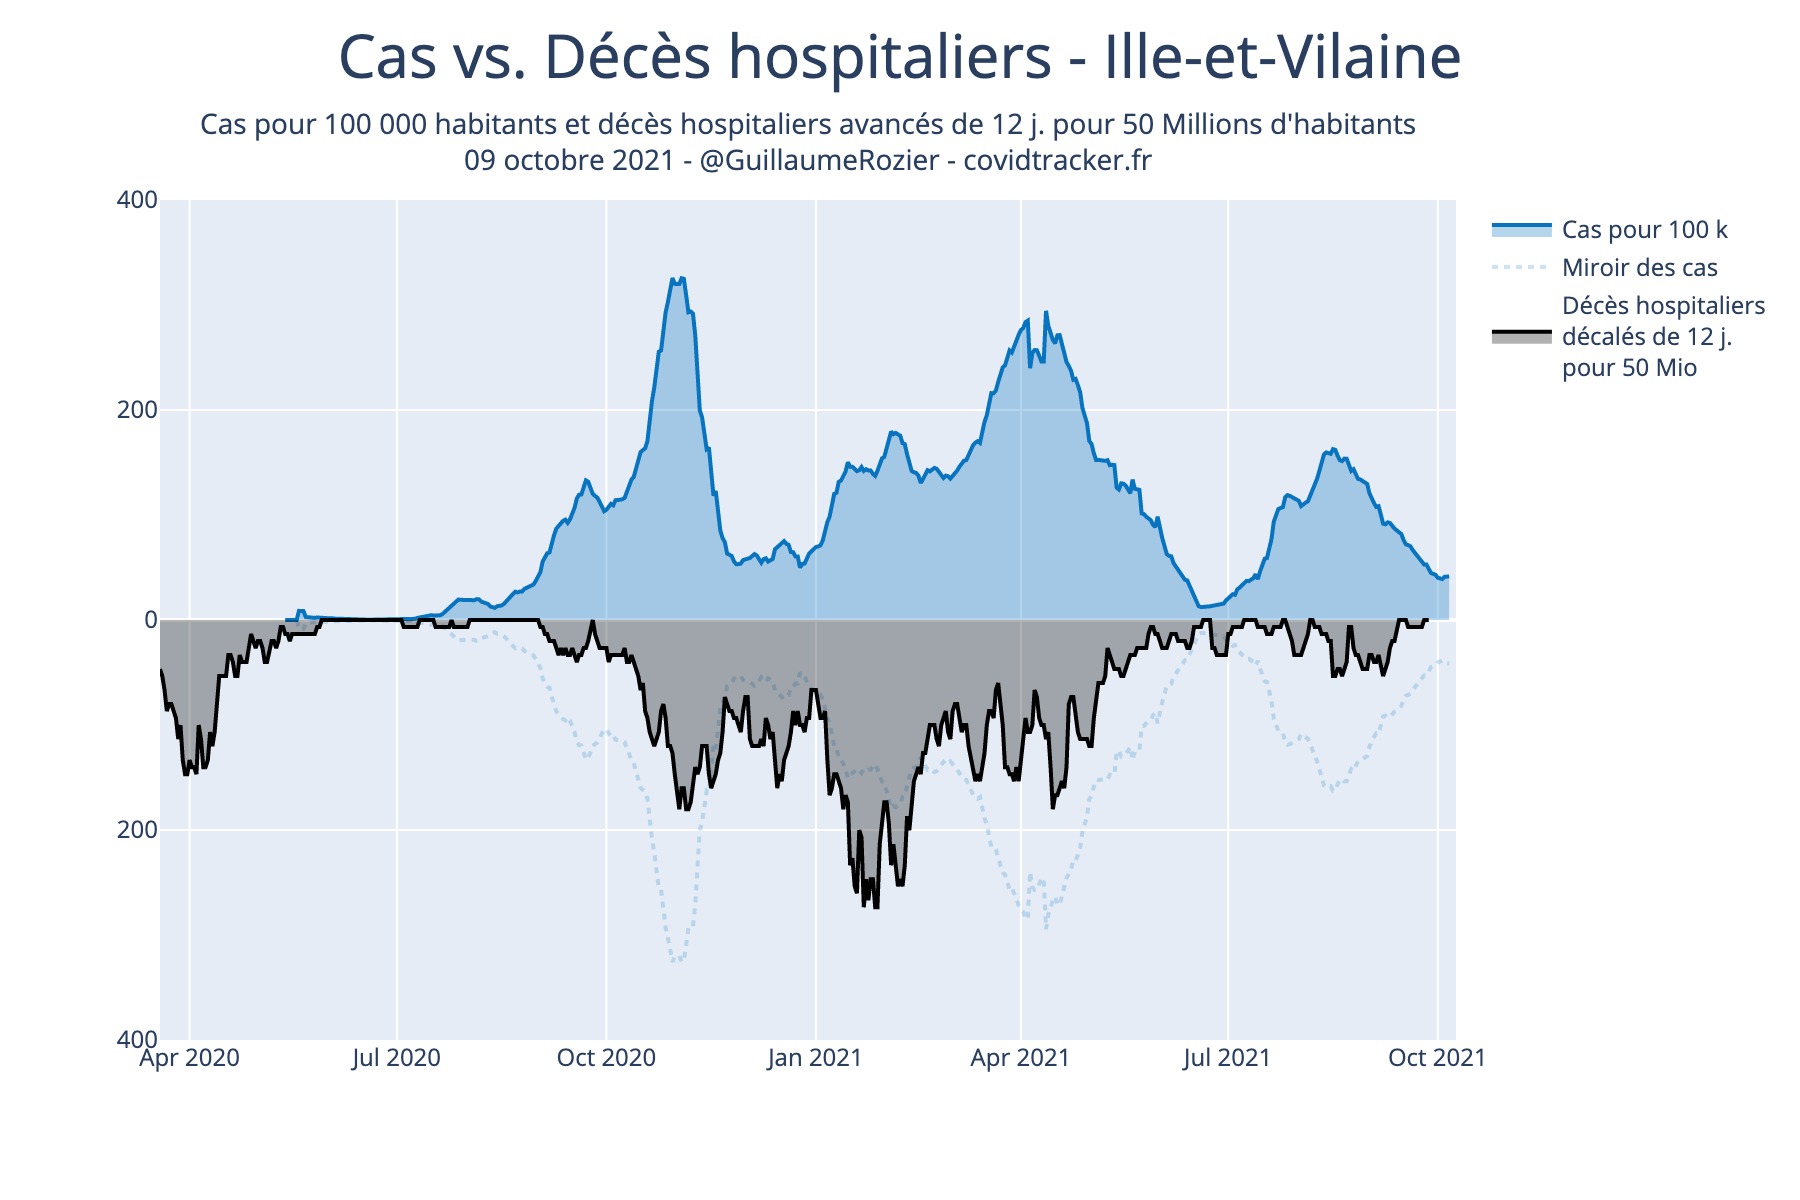 Cas vs. Décès hospitaliers - Ille-et-Vilaine
Cas pour 100 000 habitants et décès hospitaliers avancés de 12 j. pour 50 Millions d'habitants
09 octobre 2021 - @GuillaumeRozier - covidtracker.fr
400
200
0
200
400
Apr 2020
Jul 2020
Oct 2020
Jan 2021
Apr 2021
Jul 2021
Oct 2021
Cas pour 100 k
Miroir des cas
Décès hospitaliers
décalés de 12 j.
pour 50 Mio